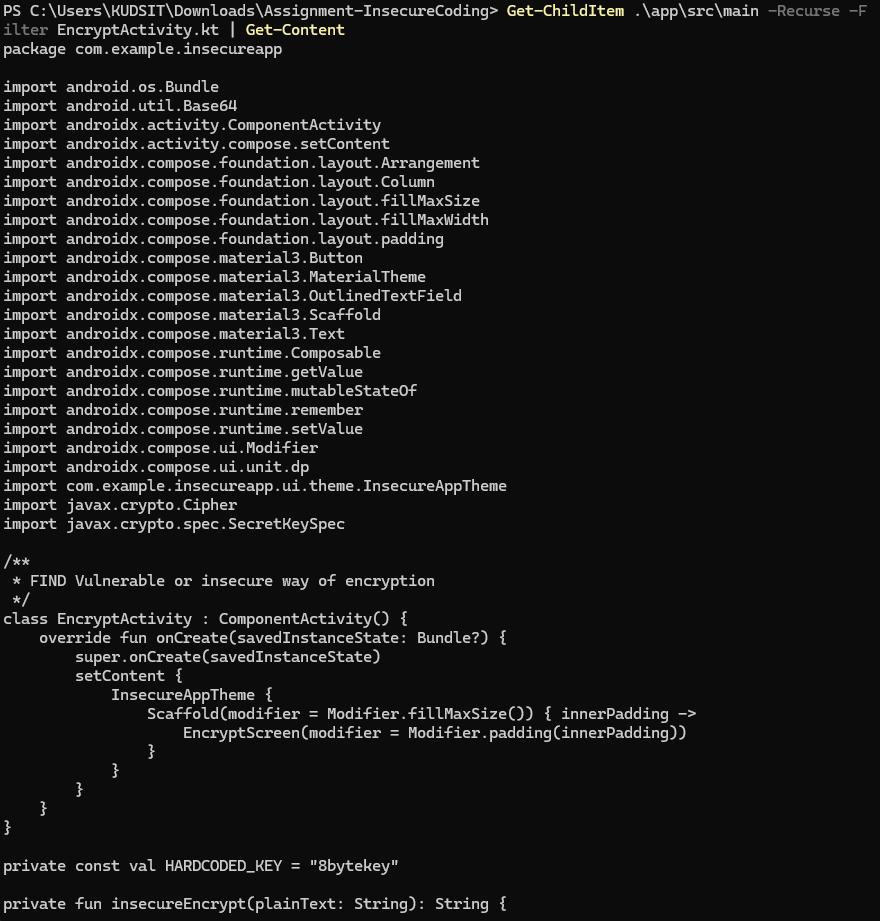 PS C:\Users\KUDSIT\Downloads\Assignment-InsecureCoding> Get-ChildItem .\app\src\main -Recurse -F
ilter EncryptActivity.kt | Get-Content
package com.example.insecureapp

import android.os.Bundle
import android.util.Base64
import androidx.activity.ComponentActivity
import androidx.activity.compose.setContent
import androidx.compose.foundation.layout.Arrangement
import androidx.compose.foundation.layout.Column
import androidx.compose.foundation.layout.fillMaxSize
import androidx.compose.foundation.layout.fillMaxWidth
import androidx.compose.foundation.layout.padding
import androidx.compose.material3.Button
import androidx.compose.material3.MaterialTheme
import androidx.compose.material3.OutlinedTextField
import androidx.compose.material3.Scaffold
import androidx.compose.material3.Text
import androidx.compose.runtime.Composable
import androidx.compose.runtime.getValue
import androidx.compose.runtime.mutableStateOf
import androidx.compose.runtime.remember
import androidx.compose.runtime.setValue
import androidx.compose.ui.Modifier
import androidx.compose.ui.unit.dp
import com.example.insecureapp.ui.theme.InsecureAppTheme
import javax.crypto.Cipher
import javax.crypto.spec.SecretKeySpec

/**
 * FIND Vulnerable or insecure way of encryption
 */
class EncryptActivity : ComponentActivity() {
    override fun onCreate(savedInstanceState: Bundle?) {
        super.onCreate(savedInstanceState)
        setContent {
            InsecureAppTheme {
                Scaffold(modifier = Modifier.fillMaxSize()) { innerPadding ->
                    EncryptScreen(modifier = Modifier.padding(innerPadding))
                }
            }
        }
    }
}

private const val HARDCODED_KEY = "8bytekey"

private fun insecureEncrypt(plainText: String): String {